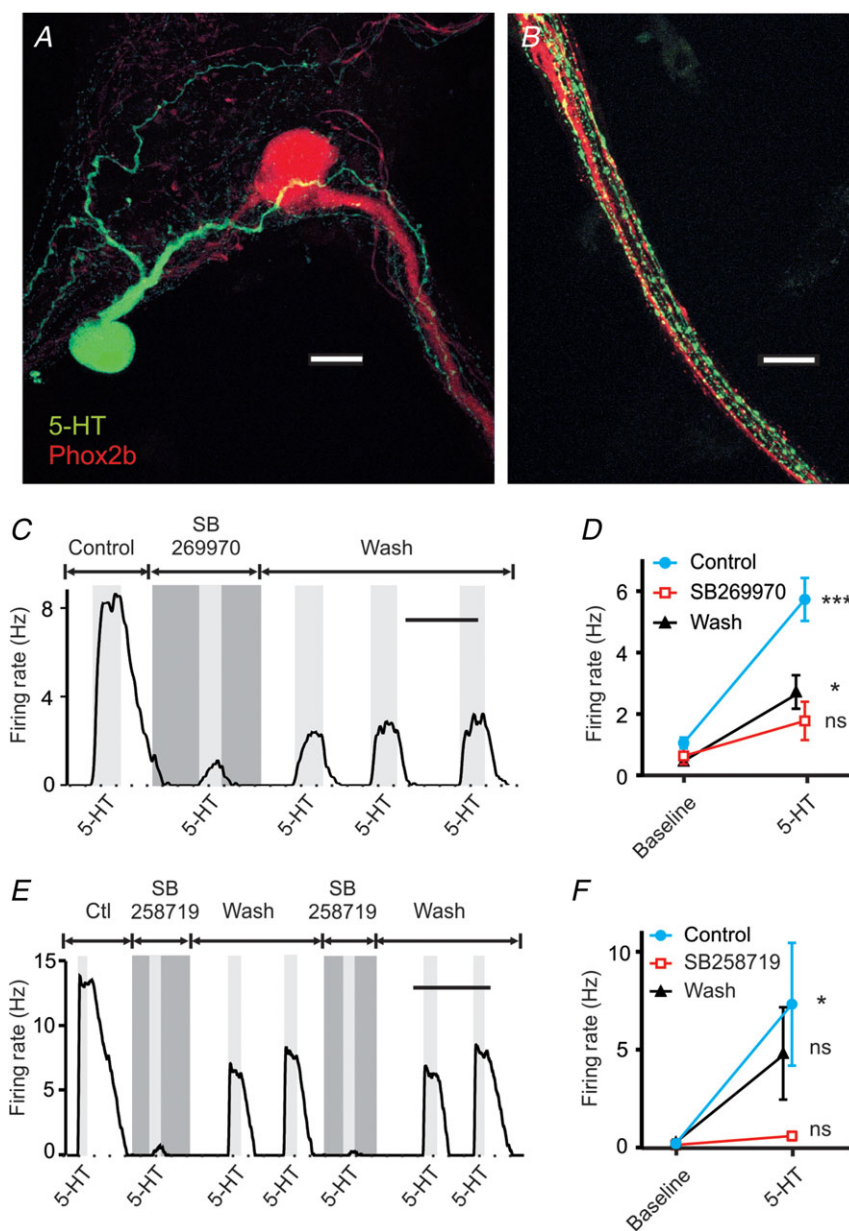 A
B
5-HT
Phox2b
C
Control
SB
269970
Wash
Firing rate (Hz)
8
4
0
5-HT
5-HT
5-HT
5-HT
5-HT
D
Control
SB269970
Wash
Firing rate (Hz)
6
4
2
0
***
*
ns
Baseline
5-HT
E
Ctl
SB
258719
Wash
SB
258719
Wash
Firing rate (Hz)
15
10
5
0
5-HT
5-HT
5-HT
5-HT
5-HT
5-HT
5-HT
F
Control
SB258719
Wash
Firing rate (Hz)
10
5
0
*
ns
ns
Baseline
5-HT